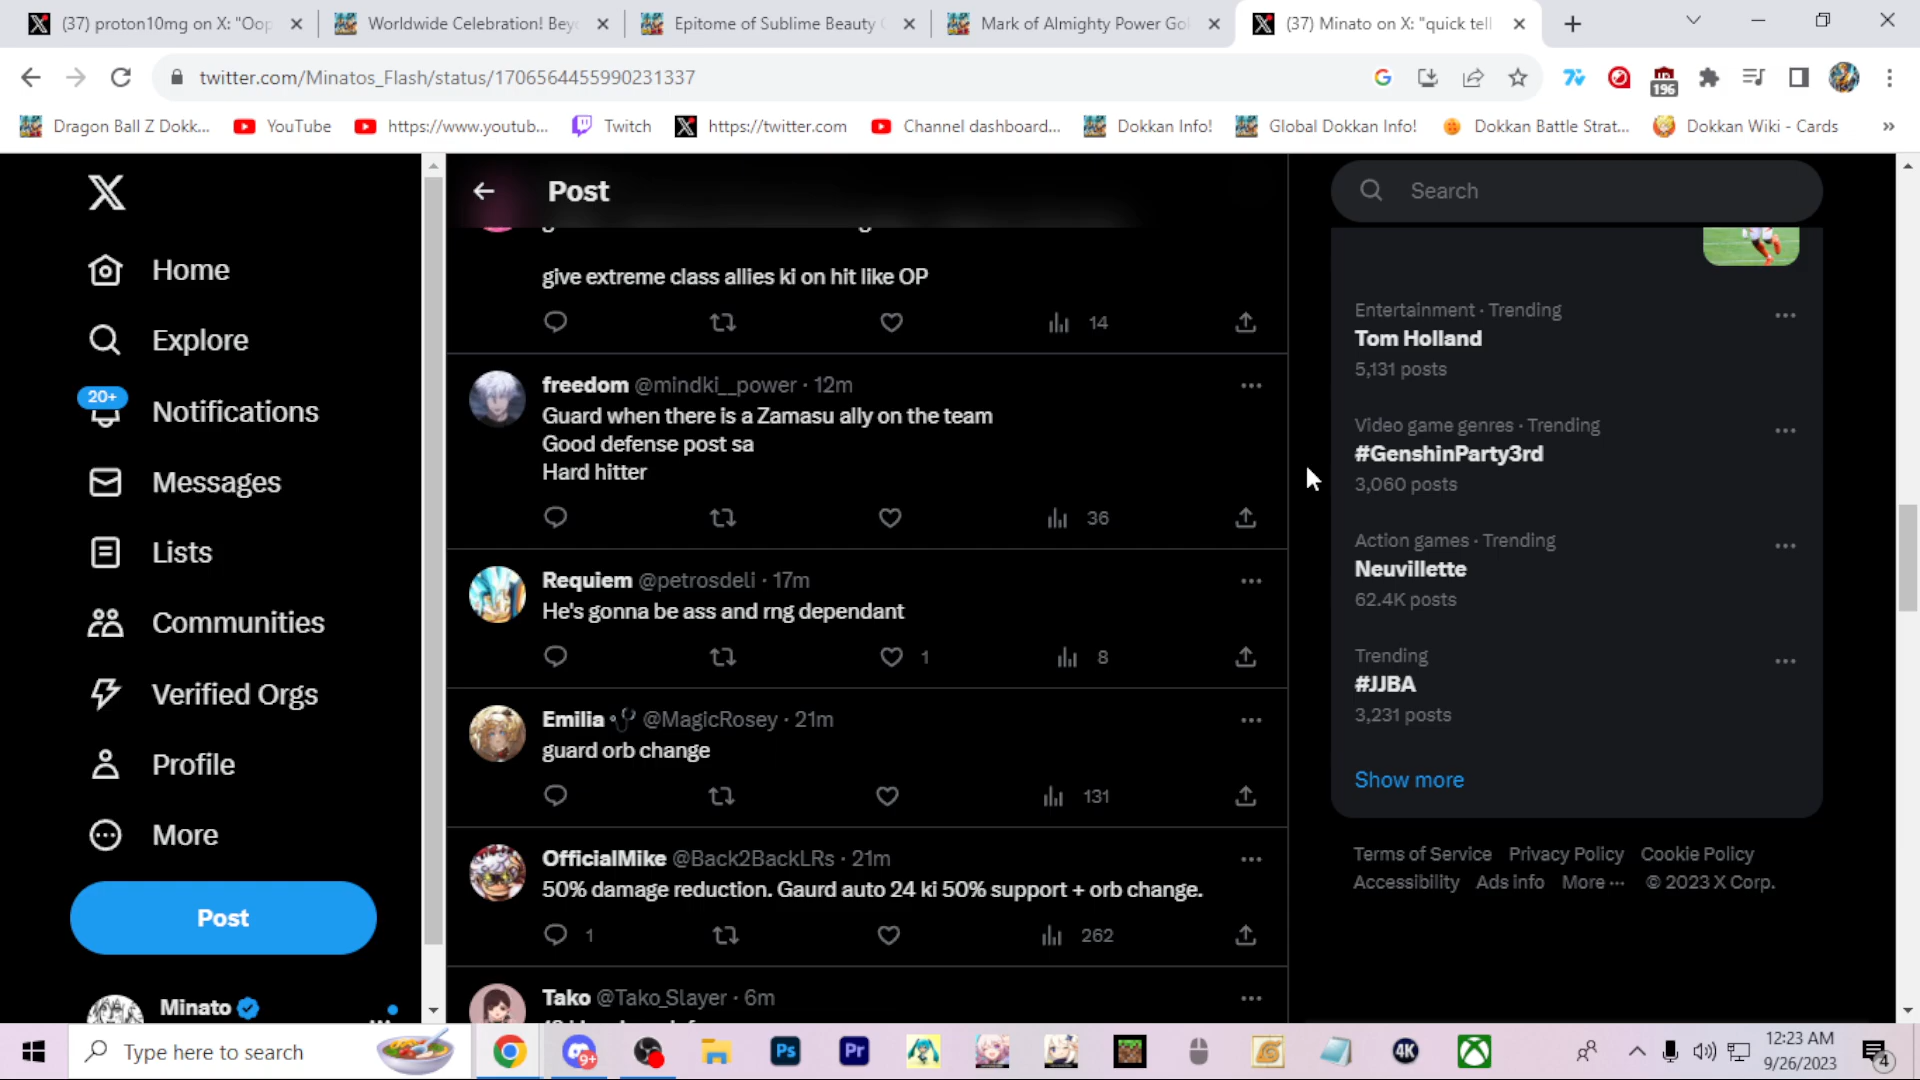 (37) proton10mg on X: "Oop
Worldwide Celebration! Bey
Epitome of Sublime Beauty
Mark of Almighty Power Go
(37) Minato on X: "quick tell
twitter.com/Minatos_Flash/status/1706564455990231337
196
Dragon Ball Z Dokk...
YouTube
https://www.youtub...
Twitch
https://twitter.com
Channel dashboard...
Dokkan Info!
Global Dokkan Info!
Dokkan Battle Strat...
Dokkan Wiki - Cards
»
Home
Explore
20+
Notifications
Messages
Lists
Communities
Verified Orgs
Profile
More
Post
Minato
Post
give extreme class allies ki on hit like OP
14
freedom @mindki__power · 12m
Guard when there is a Zamasu ally on the team
Good defense post sa
Hard hitter
36
Requiem @petrosdeli · 17m
He's gonna be ass and rng dependant
1
8
Emilia @MagicRosey · 21m
guard orb change
131
OfficialMike @Back2BackLRs · 21m
50% damage reduction. Gaurd auto 24 ki 50% support + orb change.
1
262
Tako @Tako_Slayer · 6m
Search
Entertainment · Trending
Tom Holland
5,131 posts
Video game genres · Trending
#GenshinParty3rd
3,060 posts
Action games · Trending
Neuvillette
62.4K posts
Trending
#JJBA
3,231 posts
Show more
Terms of Service Privacy Policy Cookie Policy
Accessibility Ads info More ··· © 2023 X Corp.
Type here to search
9+
Ps
Pr
4K
12:23 AM
9/26/2023
4